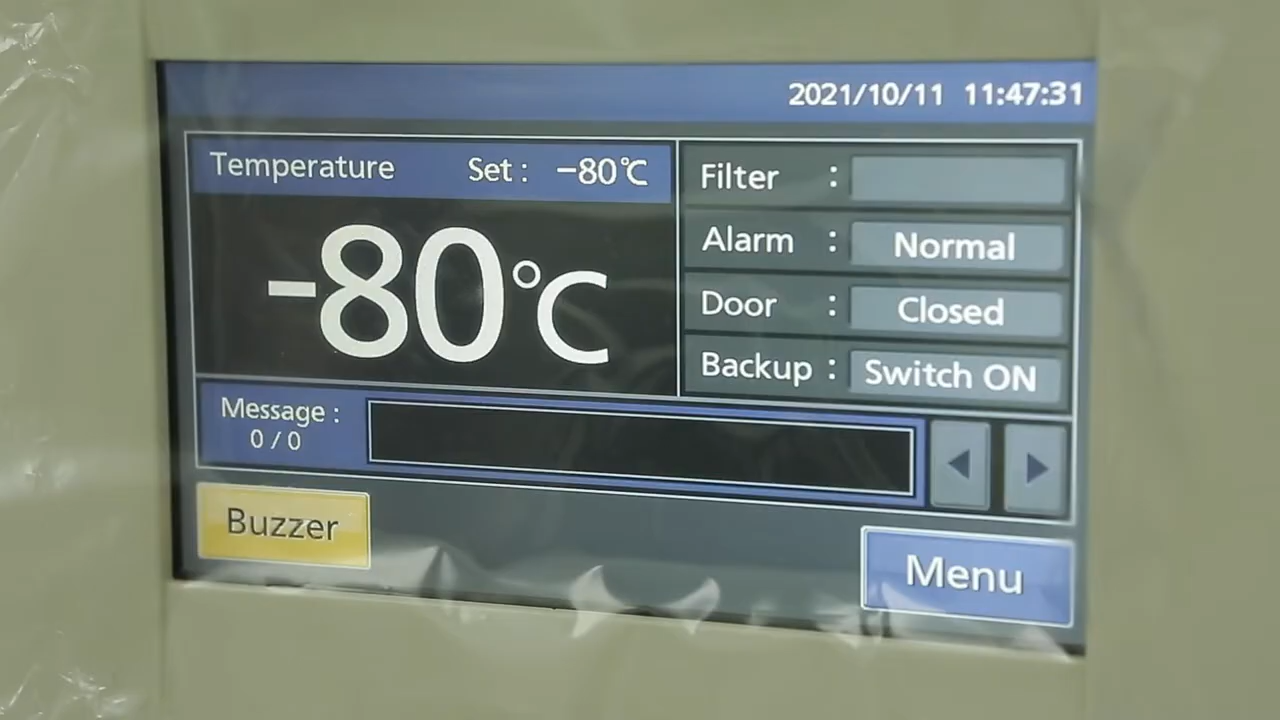 2021/10/11 11:47:31
Temperature Set : -80℃
-80℃
Filter :
Alarm : Normal
Door : Closed
Backup : Switch ON
Message :
0 / 0
Buzzer
Menu